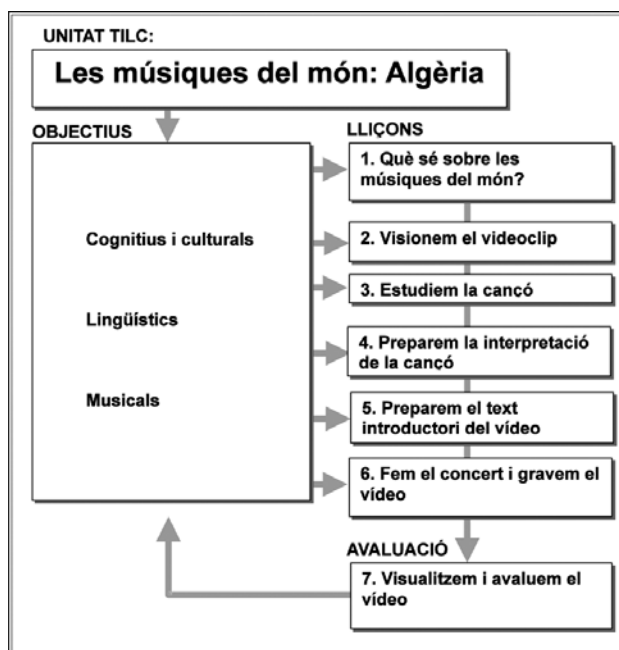 UNITAT TILC:
Les músiques del món: Algèria
OBJECTIUS
Cognitius i culturals
Lingüístics
Musicals
LLIÇONS
1. Què sé sobre les
músiques del món?
2. Visionem el videoclip
3. Estudiem la cançó
4. Preparem la interpretació
de la cançó
5. Preparem el text
introductori del vídeo
6. Fem el concert i gravem el
vídeo
AVALUACIÓ
7. Visualitzem i avaluem el
vídeo